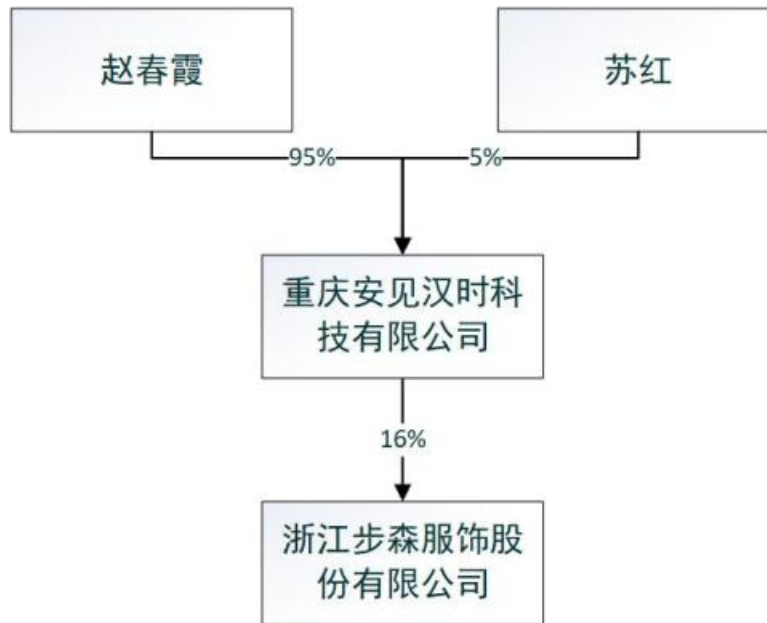 赵春霞
苏红
95%
5%
重庆安见汉时科
技有限公司
16%
浙江步森服饰股
份有限公司